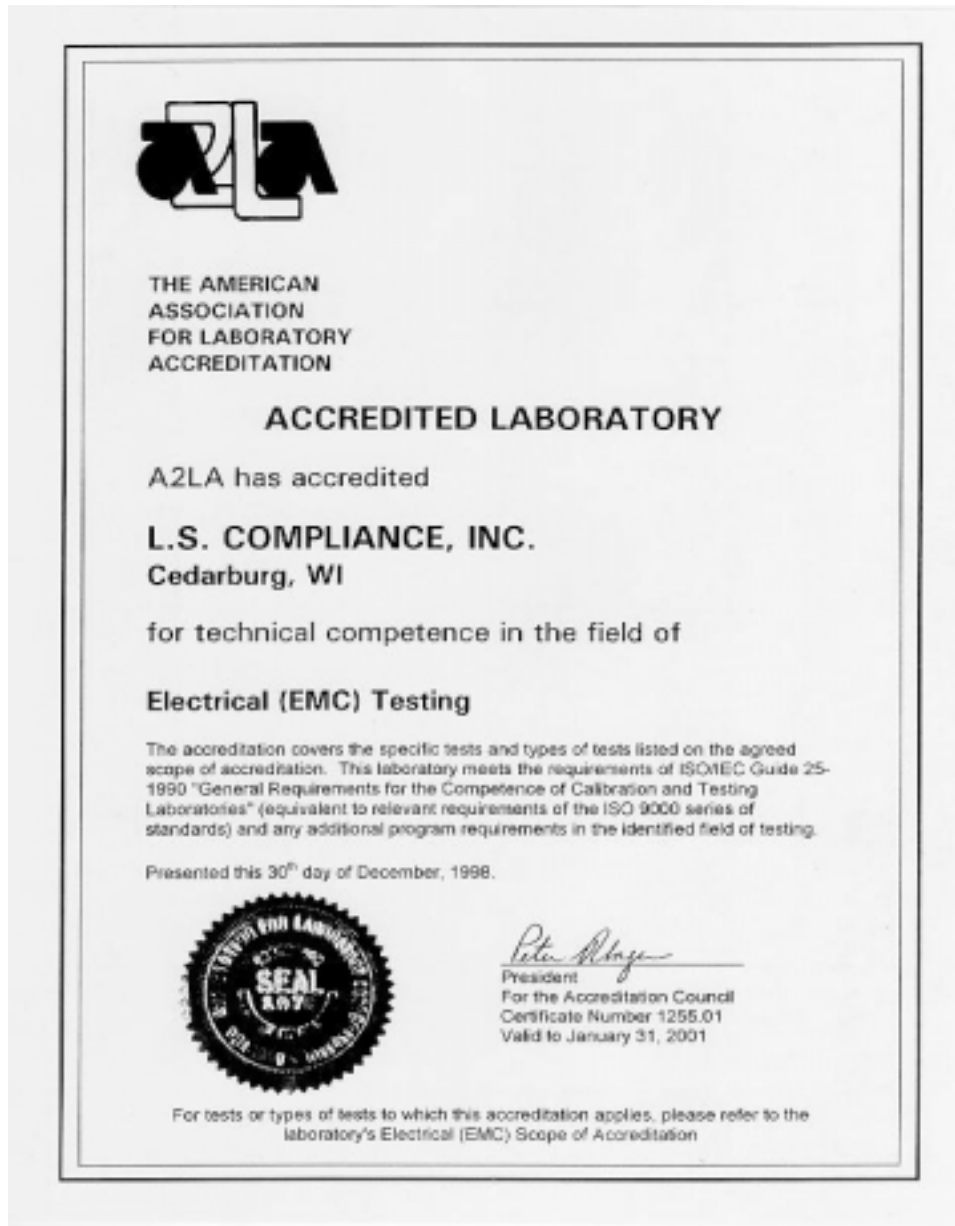 A2LA
THE AMERICAN
ASSOCIATION
FOR LABORATORY
ACCREDITATION
ACCREDITED LABORATORY
A2LA has accredited
L.S. COMPLIANCE, INC.
Cedarburg, WI
for technical competence in the field of
Electrical (EMC) Testing
The accreditation covers the specific tests and types of tests listed on the agreed
scope of accreditation. This laboratory meets the requirements of ISO/IEC Guide 25-
1990 "General Requirements for the Competence of Calibration and Testing
Laboratories" (equivalent to relevant requirements of the ISO 9000 series of
standards) and any additional program requirements in the identified field of testing.
Presented this 30th day of December, 1998.
FOR LABORATORY
SEAL
Peter
President
For the Accreditation Council
Certificate Number 1255.01
Valid to January 31, 2001
For tests or types of tests to which this accreditation applies, please refer to the
laboratory's Electrical (EMC) Scope of Accreditation